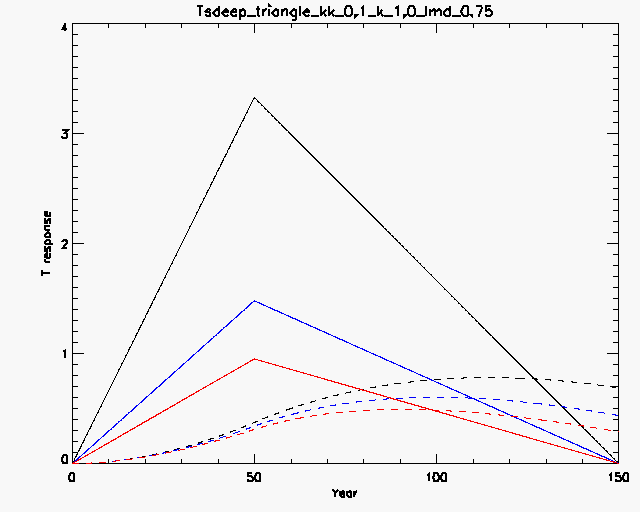 Tsdeep_triangle_kk_0,1_k_1,0_lmd_0,75
4
3
2
1
0
T response
0 50 100 150
Year